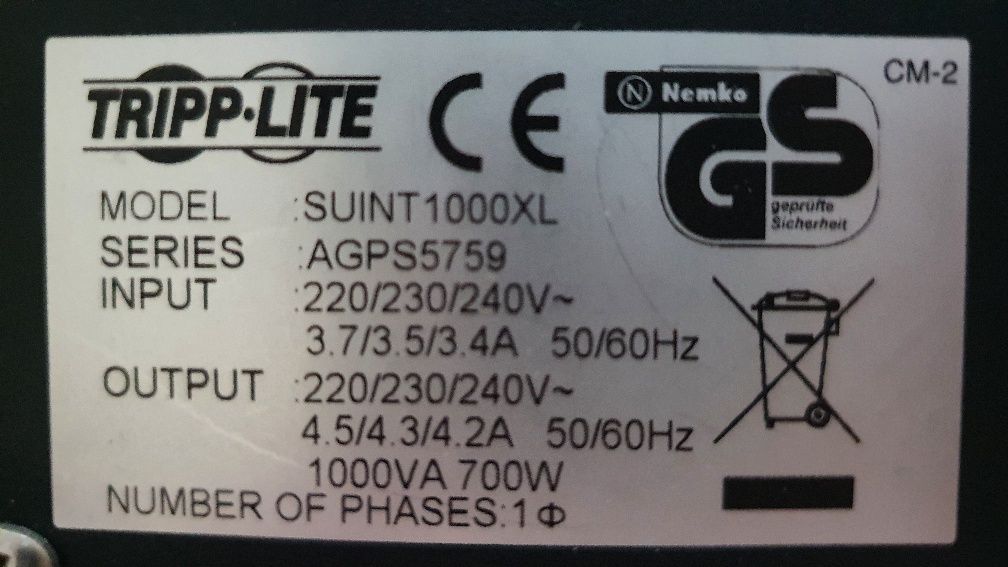 TRIPP·LITE
CE
N Nemko
GS
geprüfte
Sicherheit
CM-2
MODEL :SUINT1000XL
SERIES :AGPS5759
INPUT :220/230/240V~
3.7/3.5/3.4A 50/60Hz
OUTPUT :220/230/240V~
4.5/4.3/4.2A 50/60Hz
1000VA 700W
NUMBER OF PHASES:1Φ